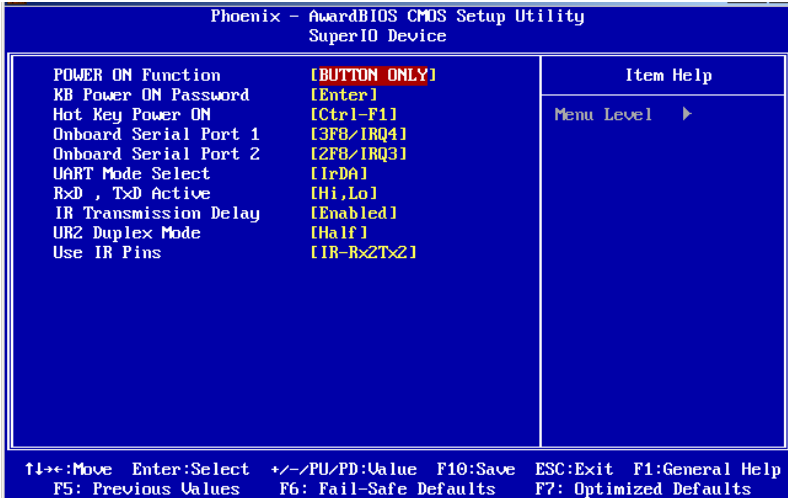 Phoenix - AwardBIOS CMOS Setup Utility
SuperIO Device
POWER ON Function [BUTTON ONLY]
KB Power ON Password [Enter]
Hot Key Power ON [Ctrl-F1]
Onboard Serial Port 1 [3F8/IRQ4]
Onboard Serial Port 2 [2F8/IRQ3]
UART Mode Select [IrDA]
RxD , TxD Active [Hi,Lo]
IR Transmission Delay [Enabled]
UR2 Duplex Mode [Half]
Use IR Pins [IR-Rx2Tx2]
Item Help
Menu Level ▶
↑↓→←:Move Enter:Select +/-/PU/PD:Value F10:Save ESC:Exit F1:General Help
F5: Previous Values F6: Fail-Safe Defaults F7: Optimized Defaults